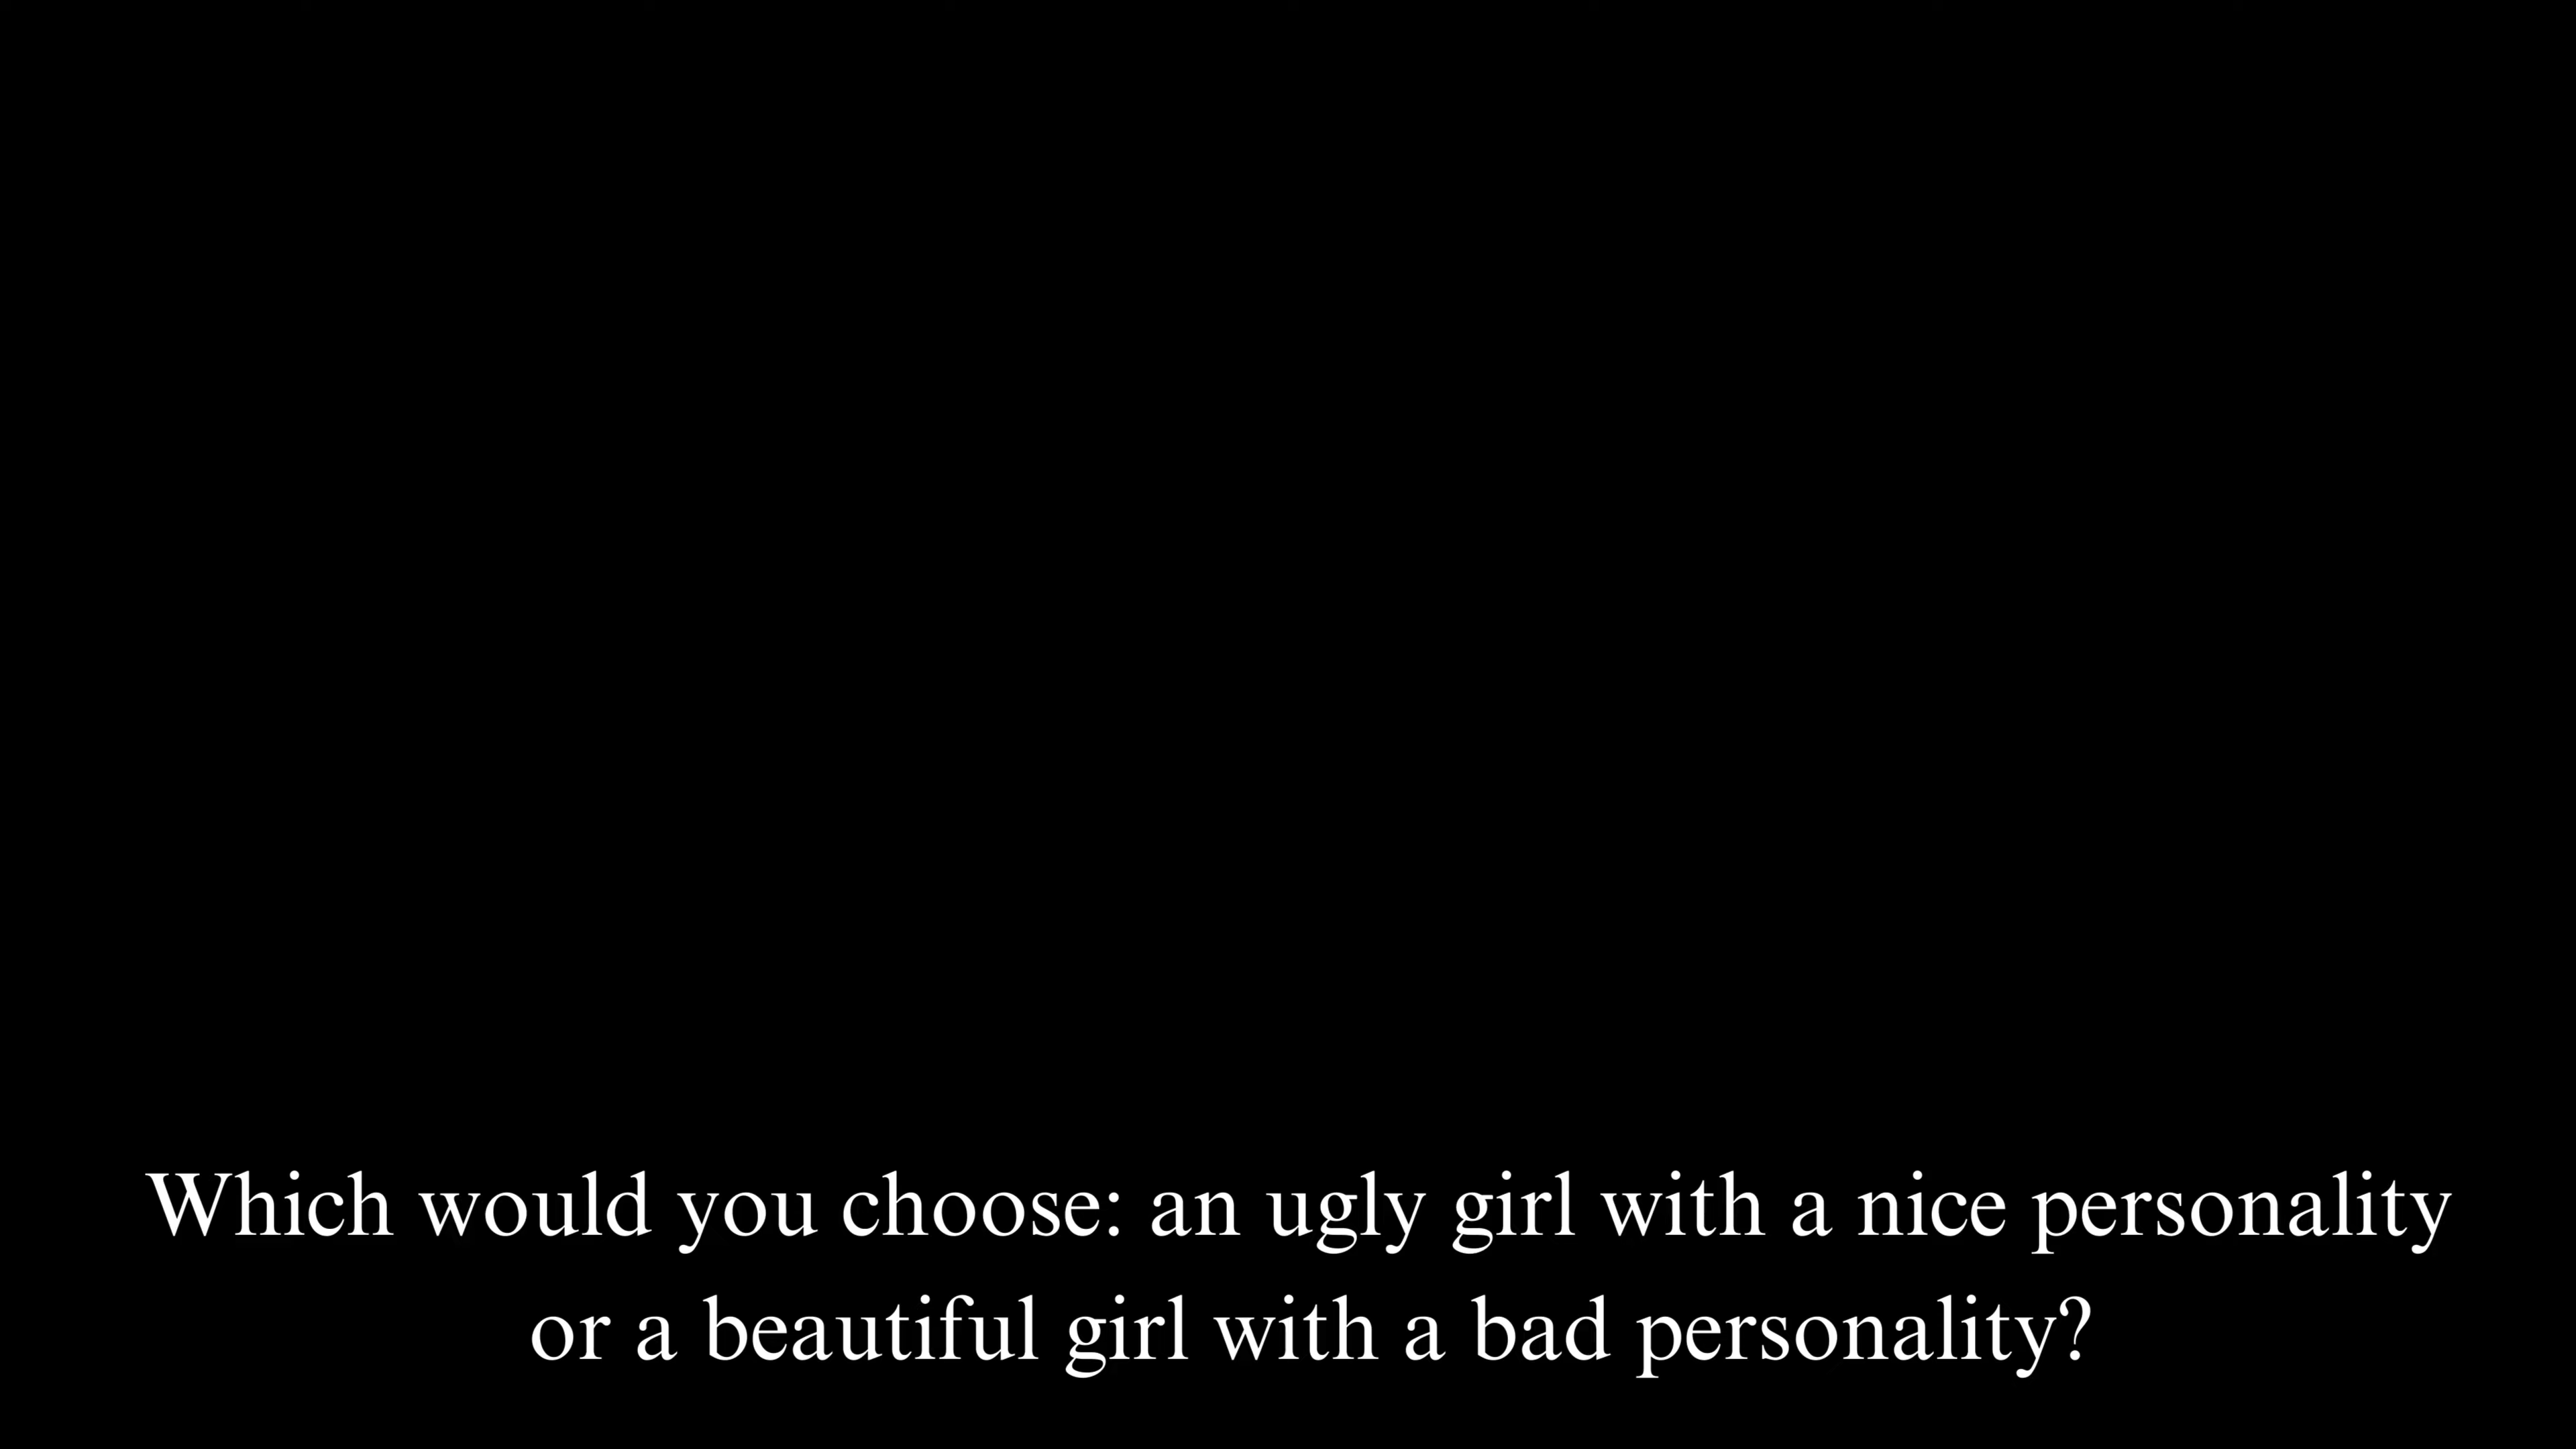 Which would you choose: an ugly girl with a nice personality
or a beautiful girl with a bad personality?